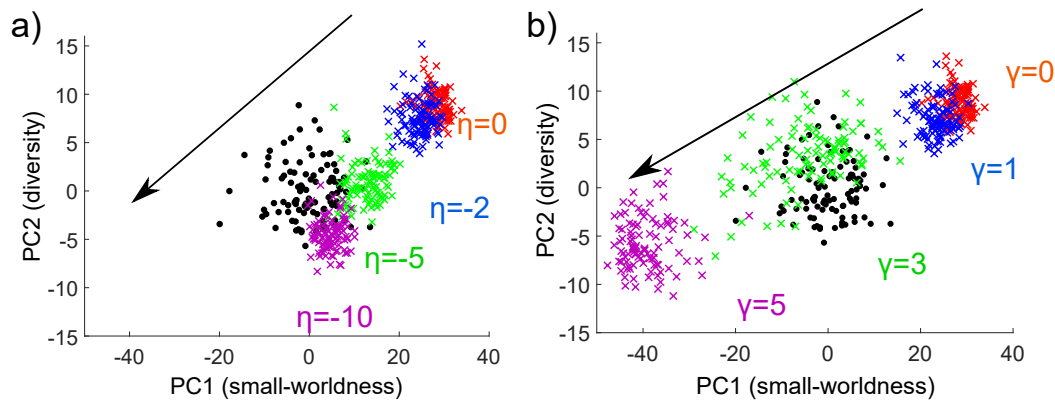 a)
15
10
5
0
-5
-10
-15
PC2 (diversity)
-40
-20
0
20
40
PC1 (small-worldness)
η=0
η=-2
η=-5
η=-10
b)
15
10
5
0
-5
-10
-15
PC2 (diversity)
-40
-20
0
20
40
PC1 (small-worldness)
γ=0
γ=1
γ=3
γ=5